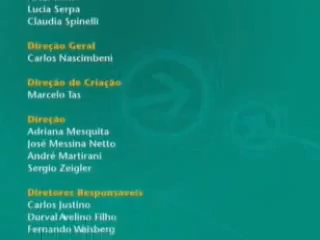 Lucia Serpa
Claudia Spinelli
Direção Geral
Carlos Nascimbeni
Direção de Criação
Marcelo Tas
Direção
Adriana Mesquita
José Messina Netto
André Martirani
Sergio Zeigler
Diretores Responsaveis
Carlos Justino
Durval Avelino Filho
Fernando Waisberg